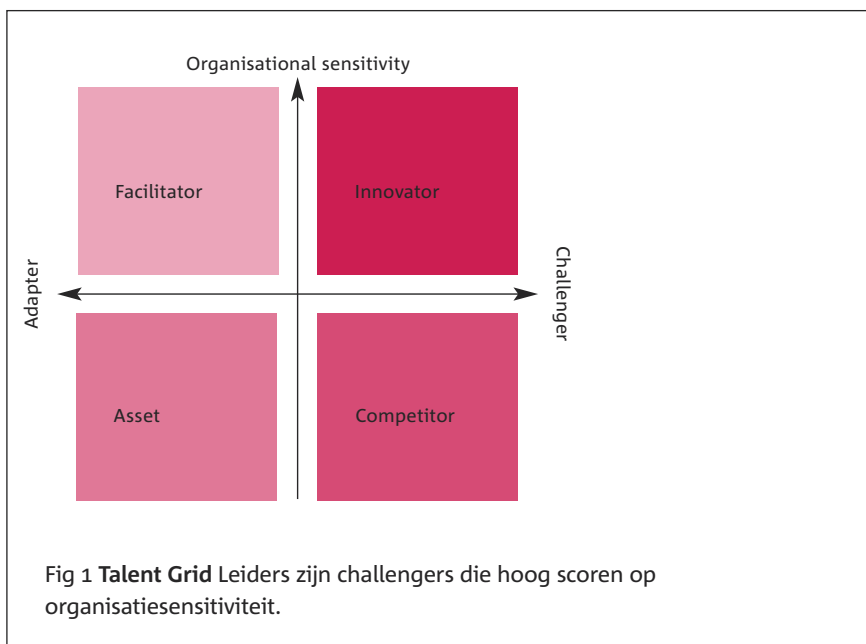 Organisational sensitivity
Facilitator
Innovator
Adapter
Challenger
Asset
Competitor
Fig 1 Talent Grid Leiders zijn challengers die hoog scoren op
organisatiesensitiviteit.